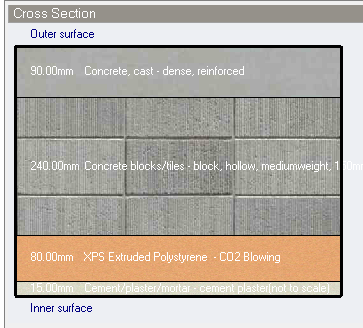 Cross Section
Outer surface
90.00mm Concrete, cast - dense, reinforced
240.00mm Concrete blocks/tiles - block, hollow, mediumweight,
80.00mm XPS Extruded Polystyrene - CO2 Blowing
15.00mm Cement/plaster/mortar - cement plaster(not to scale)
Inner surface